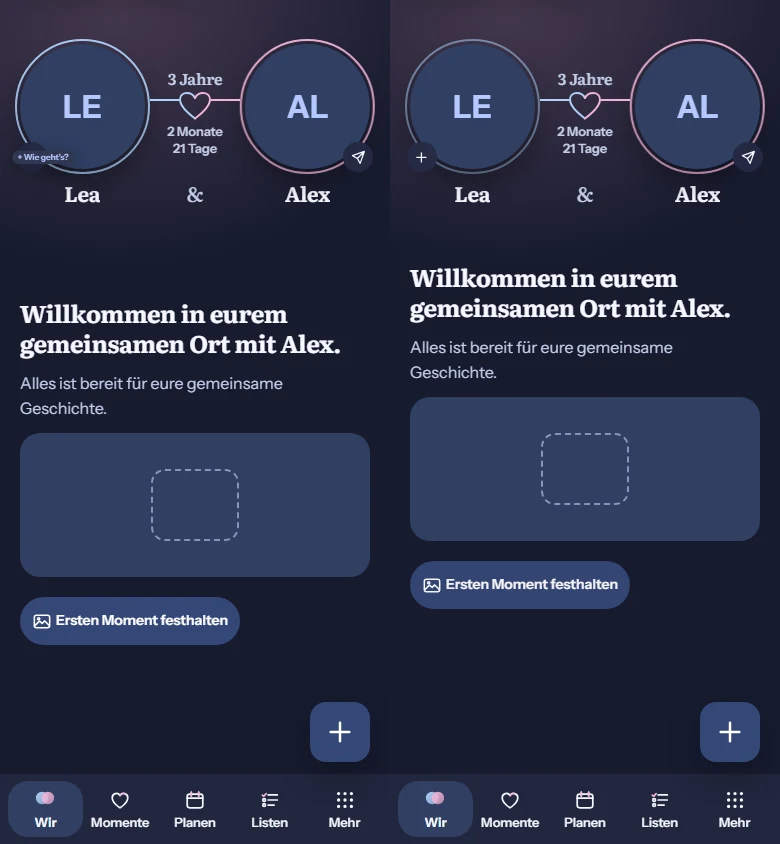 LE
3 Jahre
AL
2 Monate
21 Tage
+ Wie geht's?
Lea
&
Alex
Willkommen in eurem
gemeinsamen Ort mit Alex.
Alles ist bereit für eure gemeinsame
Geschichte.
Ersten Moment festhalten
Wir
Momente
Planen
Listen
Mehr
LE
3 Jahre
AL
2 Monate
21 Tage
Lea
&
Alex
Willkommen in eurem
gemeinsamen Ort mit Alex.
Alles ist bereit für eure gemeinsame
Geschichte.
Ersten Moment festhalten
Wir
Momente
Planen
Listen
Mehr